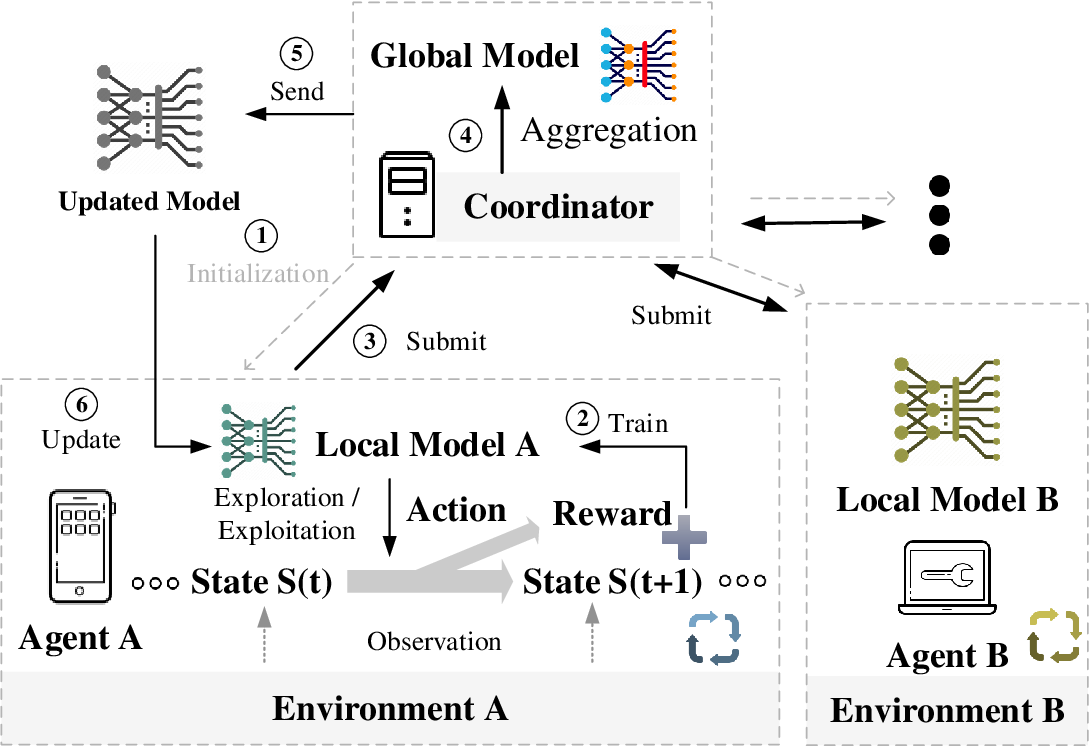 Global Model
5
Send
4
Aggregation
Updated Model
Coordinator
1
Initialization
3
Submit
Submit
6
Update
2
Train
Local Model A
Exploration /
Exploitation
Action
Reward
State S(t)
State S(t+1)
Agent A
Observation
Environment A
Local Model B
Agent B
Environment B